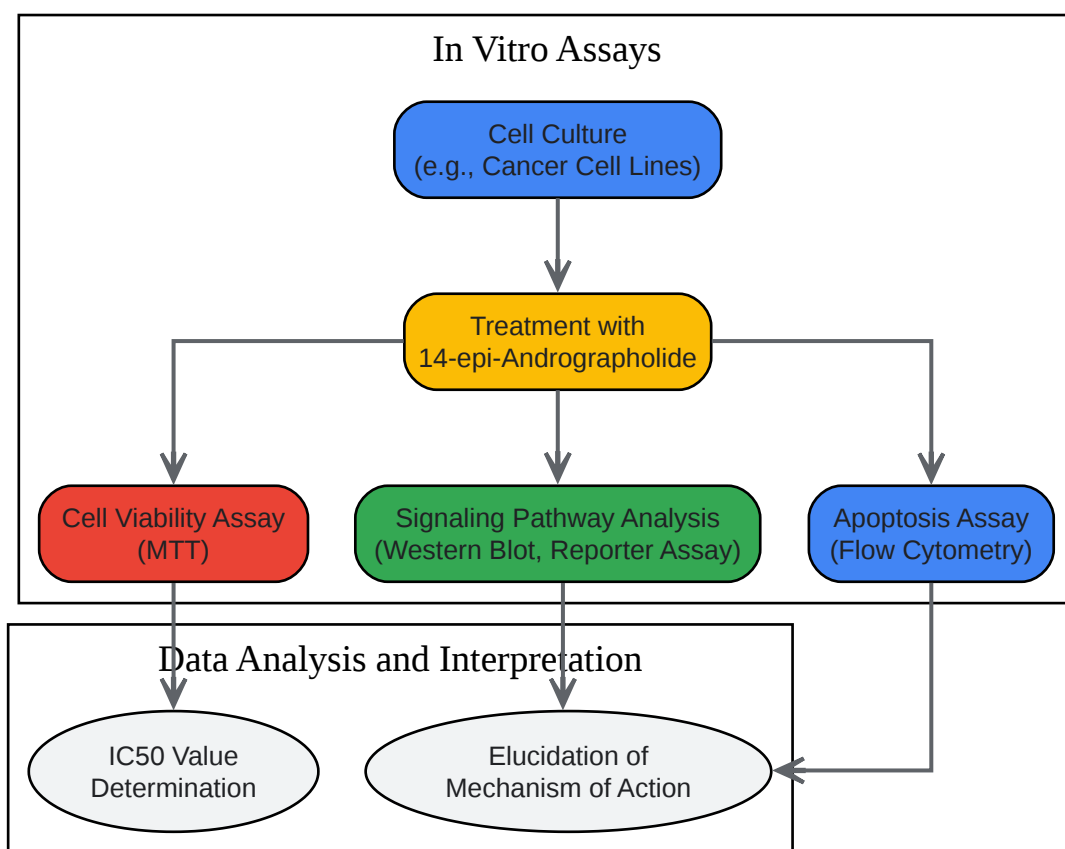 In Vitro Assays
Cell Culture
(e.g., Cancer Cell Lines)
Treatment with
14-epi-Andrographolide
Cell Viability Assay
(MTT)
Signaling Pathway Analysis
(Western Blot, Reporter Assay)
Apoptosis Assay
(Flow Cytometry)
Data Analysis and Interpretation
IC50 Value
Determination
Elucidation of
Mechanism of Action